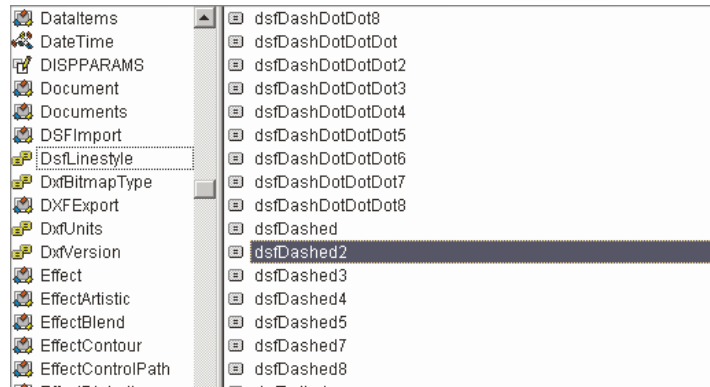 DataItems
DateTime
DISPPARAMS
Document
Documents
DSFImport
DsfLinestyle
DxfBitmapType
DXFExport
DxfUnits
DxfVersion
Effect
EffectArtistic
EffectBlend
EffectContour
EffectControlPath
dsfDashDotDot8
dsfDashDotDotDot
dsfDashDotDotDot2
dsfDashDotDotDot3
dsfDashDotDotDot4
dsfDashDotDotDot5
dsfDashDotDotDot6
dsfDashDotDotDot7
dsfDashDotDotDot8
dsfDashed
dsfDashed2
dsfDashed3
dsfDashed4
dsfDashed5
dsfDashed7
dsfDashed8